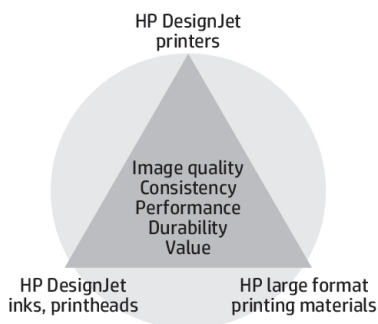 HP DesignJet
printers
Image quality
Consistency
Performance
Durability
Value
HP DesignJet
inks, printheads
HP large format
printing materials